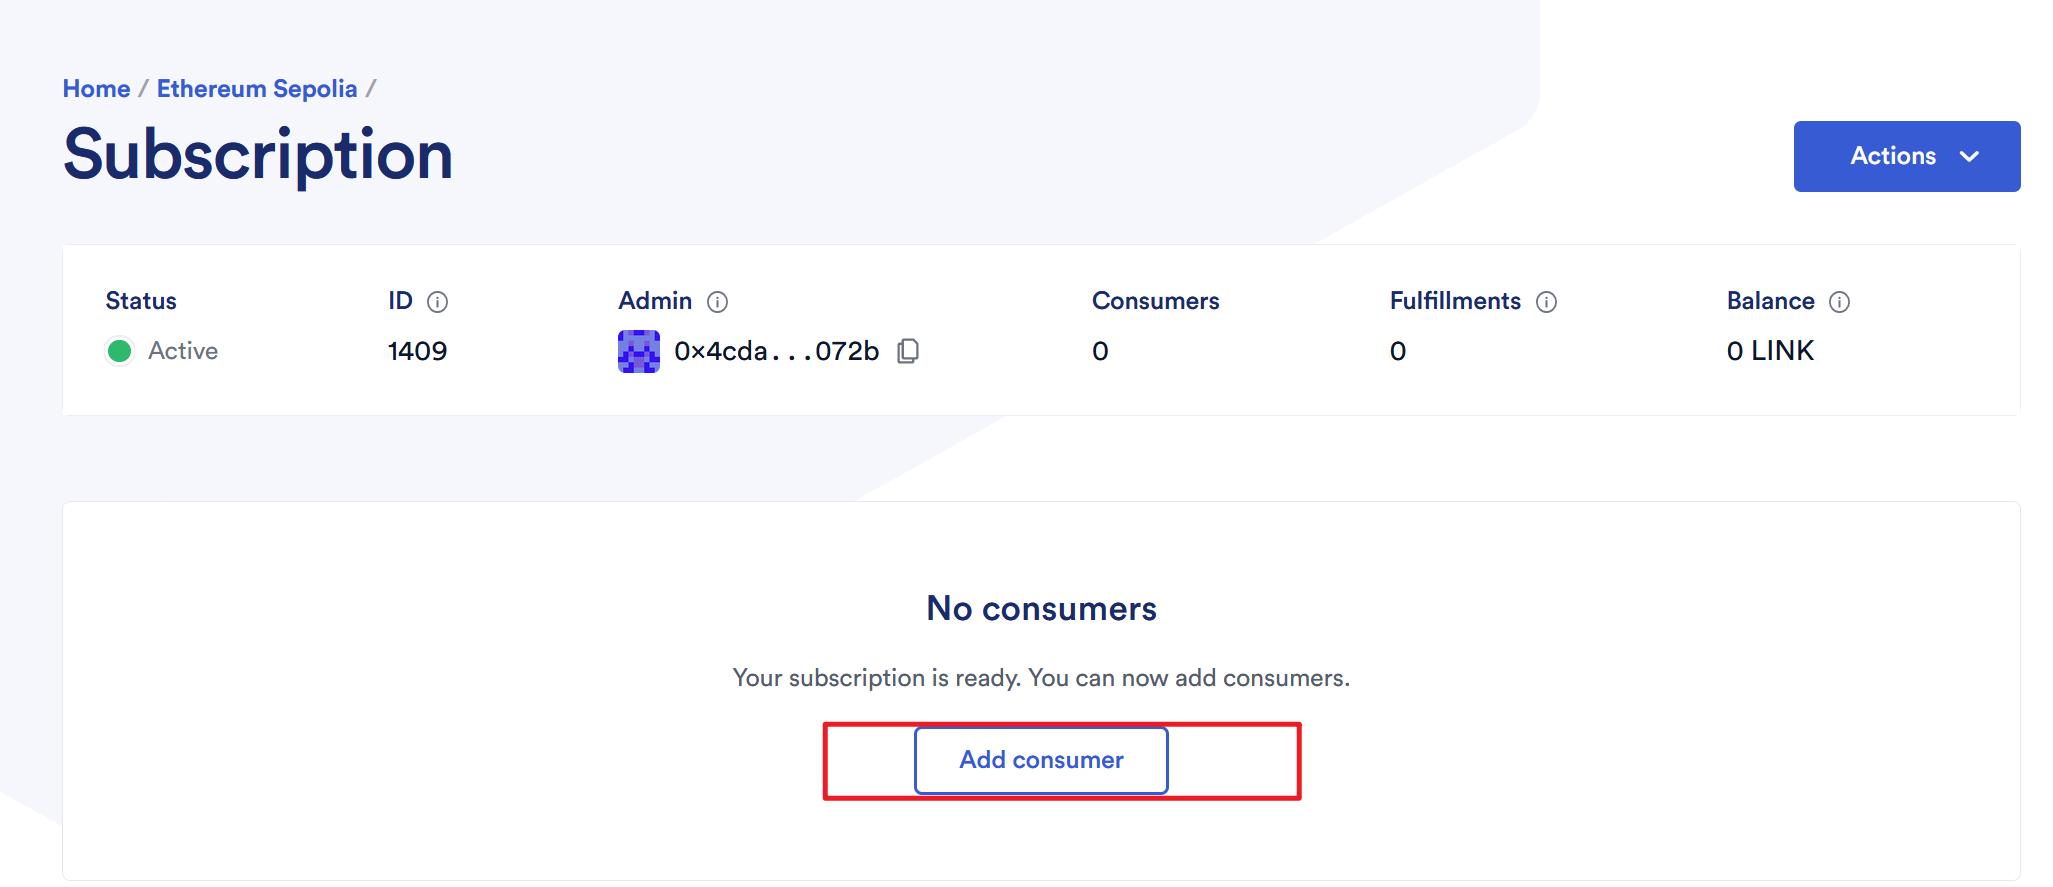 Home / Ethereum Sepolia /
Subscription
Actions
Status ID Admin Consumers Fulfillments Balance
Active 1409 0x4cda...072b 0 0 0 LINK
No consumers
Your subscription is ready. You can now add consumers.
Add consumer